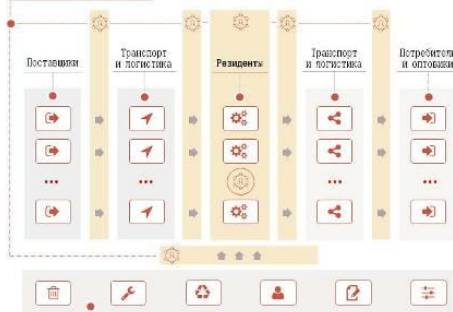 Поставщики
Транспорт
и логистика
Резиденты
Транспорт
и логистика
Потребители
и оптовики